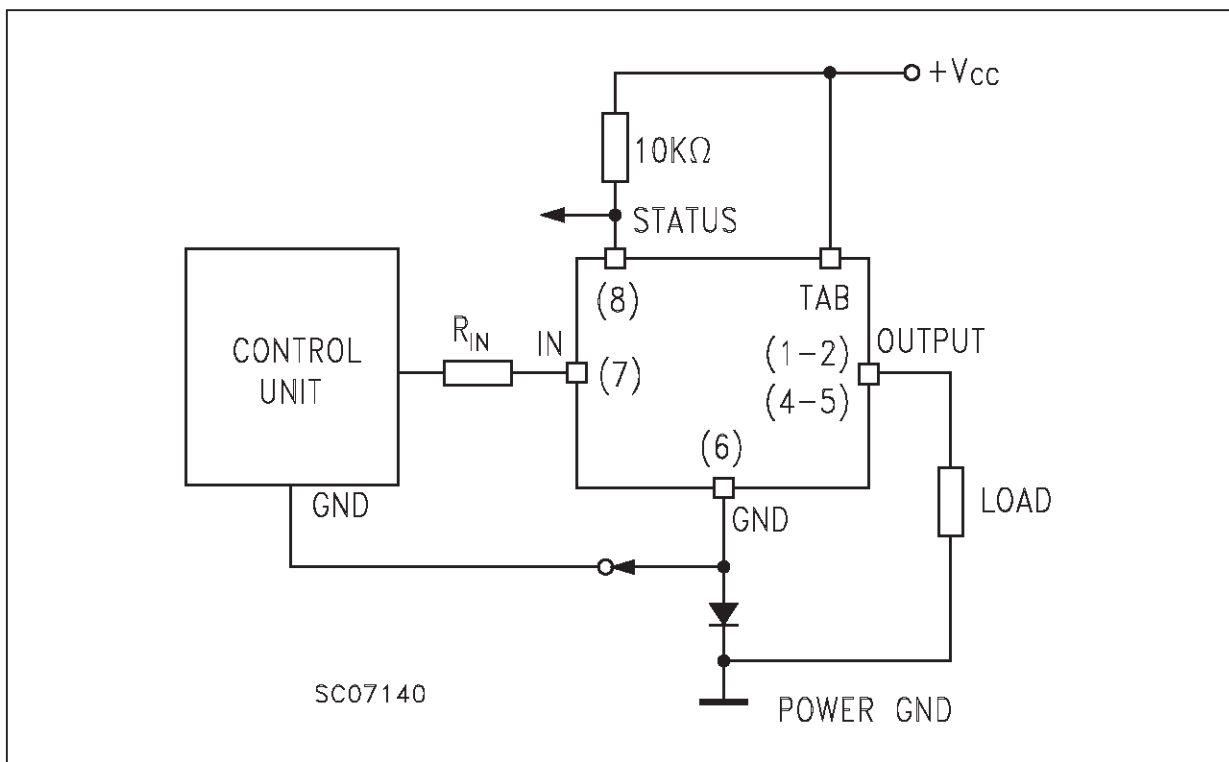 +VCC
10KΩ
STATUS
(8)
TAB
CONTROL
UNIT
RIN
IN
(7)
(1-2)
(4-5)
OUTPUT
(6)
GND
GND
LOAD
SC07140
POWER GND